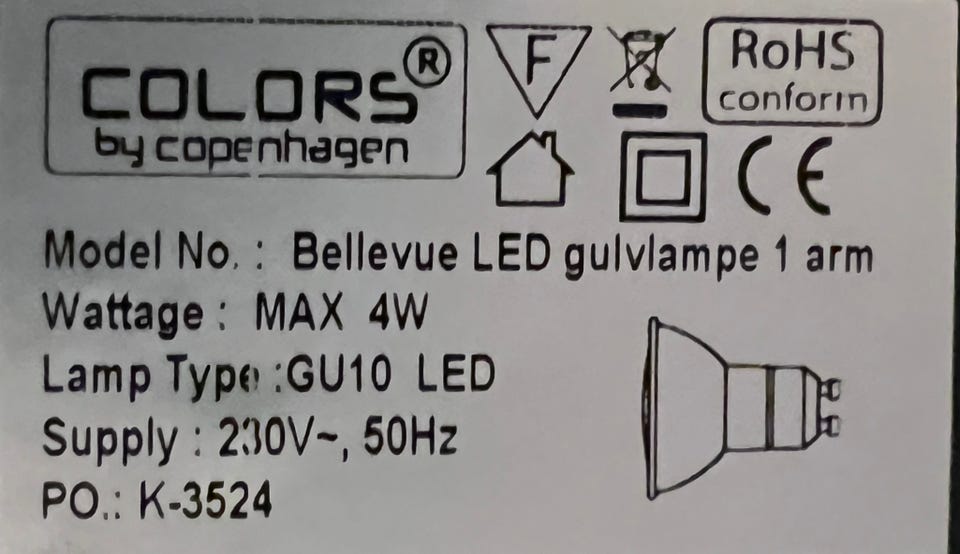 COLORS®
by copenhagen
F
RoHS
conform
CE
Model No. : Bellevue LED gulvlampe 1 arm
Wattage : MAX 4W
Lamp Type :GU10 LED
Supply : 230V~, 50Hz
PO.: K-3524